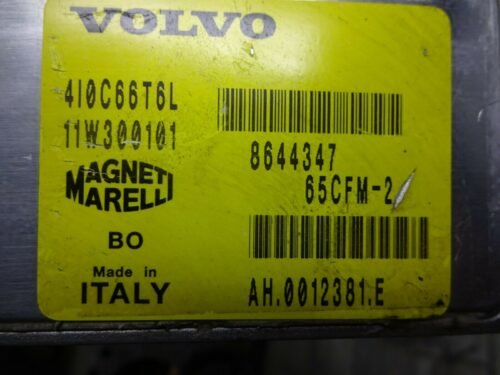 VOLVO
4I0C66T6L
11W300101
8644347
MAGNETI
MARELLI
65CFM-2
BO
Made in
ITALY
AH.0012381.E